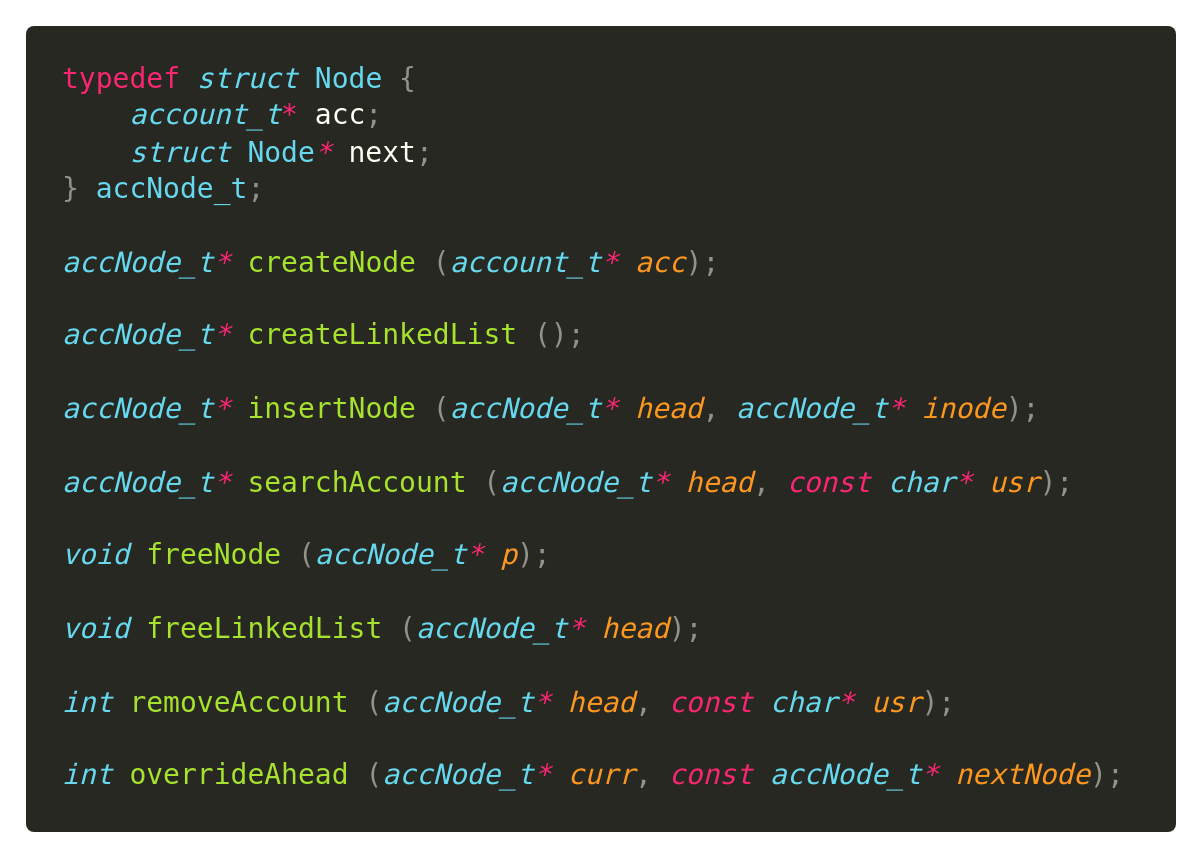 typedef struct Node {
    account_t* acc;
    struct Node* next;
} accNode_t;
accNode_t* createNode (account_t* acc);
accNode_t* createLinkedList ();
accNode_t* insertNode (accNode_t* head, accNode_t* inode);
accNode_t* searchAccount (accNode_t* head, const char* usr);
void freeNode (accNode_t* p);
void freeLinkedList (accNode_t* head);
int removeAccount (accNode_t* head, const char* usr);
int overrideAhead (accNode_t* curr, const accNode_t* nextNode);